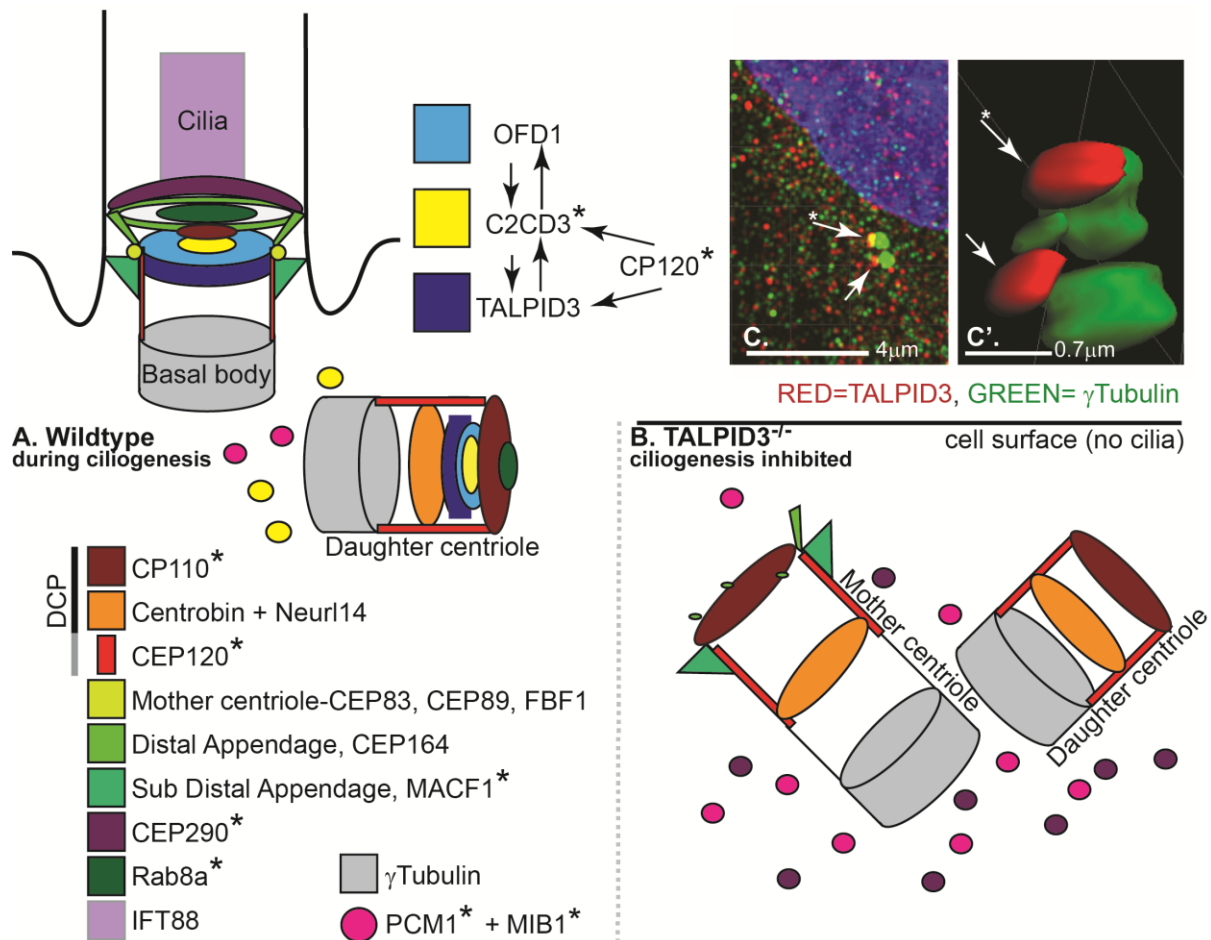 Cilia
OFD1
C2CD3*
CP120*
TALPID3
Basal body
*
C.
4μm
*
C'.
0.7μm
RED=TALPID3, GREEN= γTubulin
A. Wildtype
during ciliogenesis
Daughter centriole
B. TALPID3-/-
ciliogenesis inhibited
cell surface (no cilia)
DCP
CP110*
Centrobin + Neurl14
CEP120*
Mother centriole-CEP83, CEP89, FBF1
Distal Appendage, CEP164
Sub Distal Appendage, MACF1*
CEP290*
Rab8a*
IFT88
γTubulin
PCM1* + MIB1*
Mother centriole
Daughter centriole